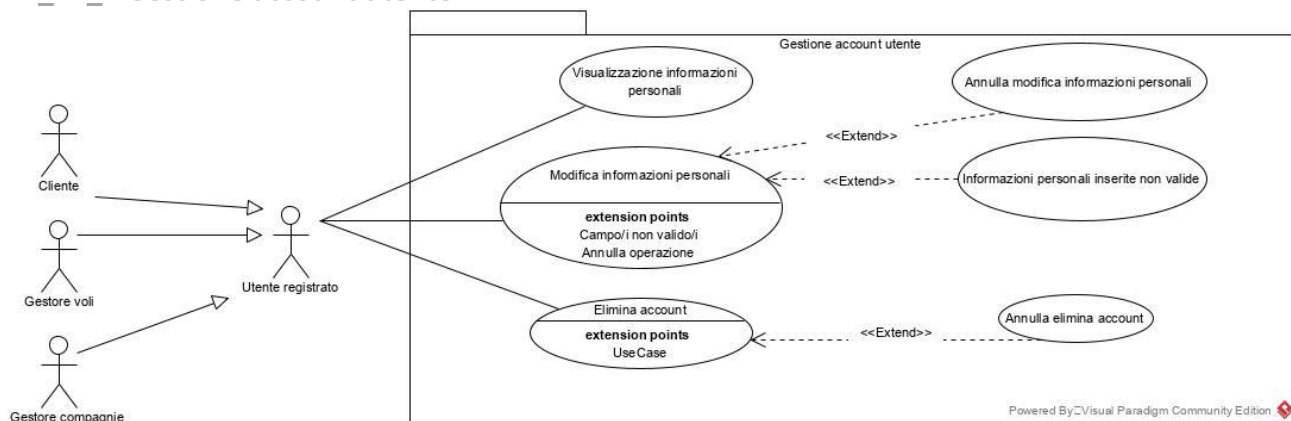 Gestione account utente
Visualizzazione informazioni
personali
Annulla modifica informazioni personali
<<Extend>>
Cliente
Modifica informazioni personali
<<Extend>>
Informazioni personali inserite non valide
extension points
Campo/i non valido/i
Annulla operazione
Utente registrato
Gestore voli
Elimina account
extension points
UseCase
<<Extend>>
Annulla elimina account
Gestore compagnie
Powered By Visual Paradigm Community Edition